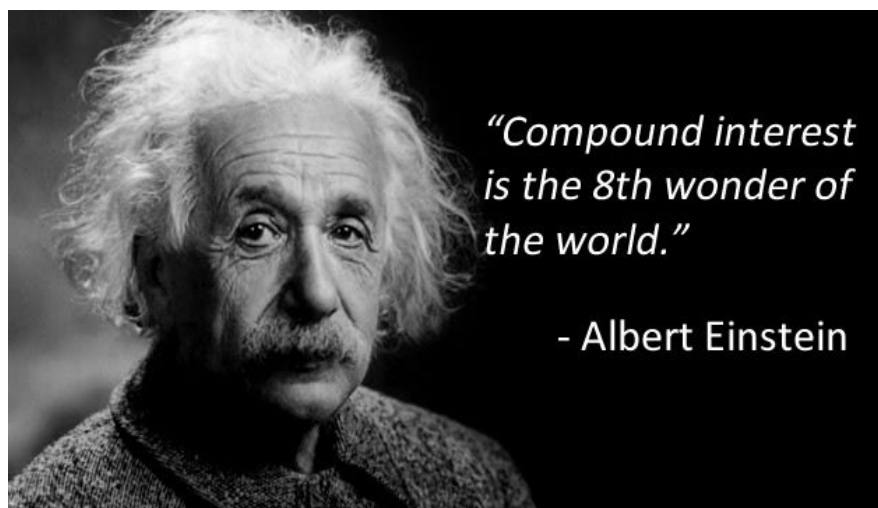 “Compound interest
is the 8th wonder of
the world.”
- Albert Einstein